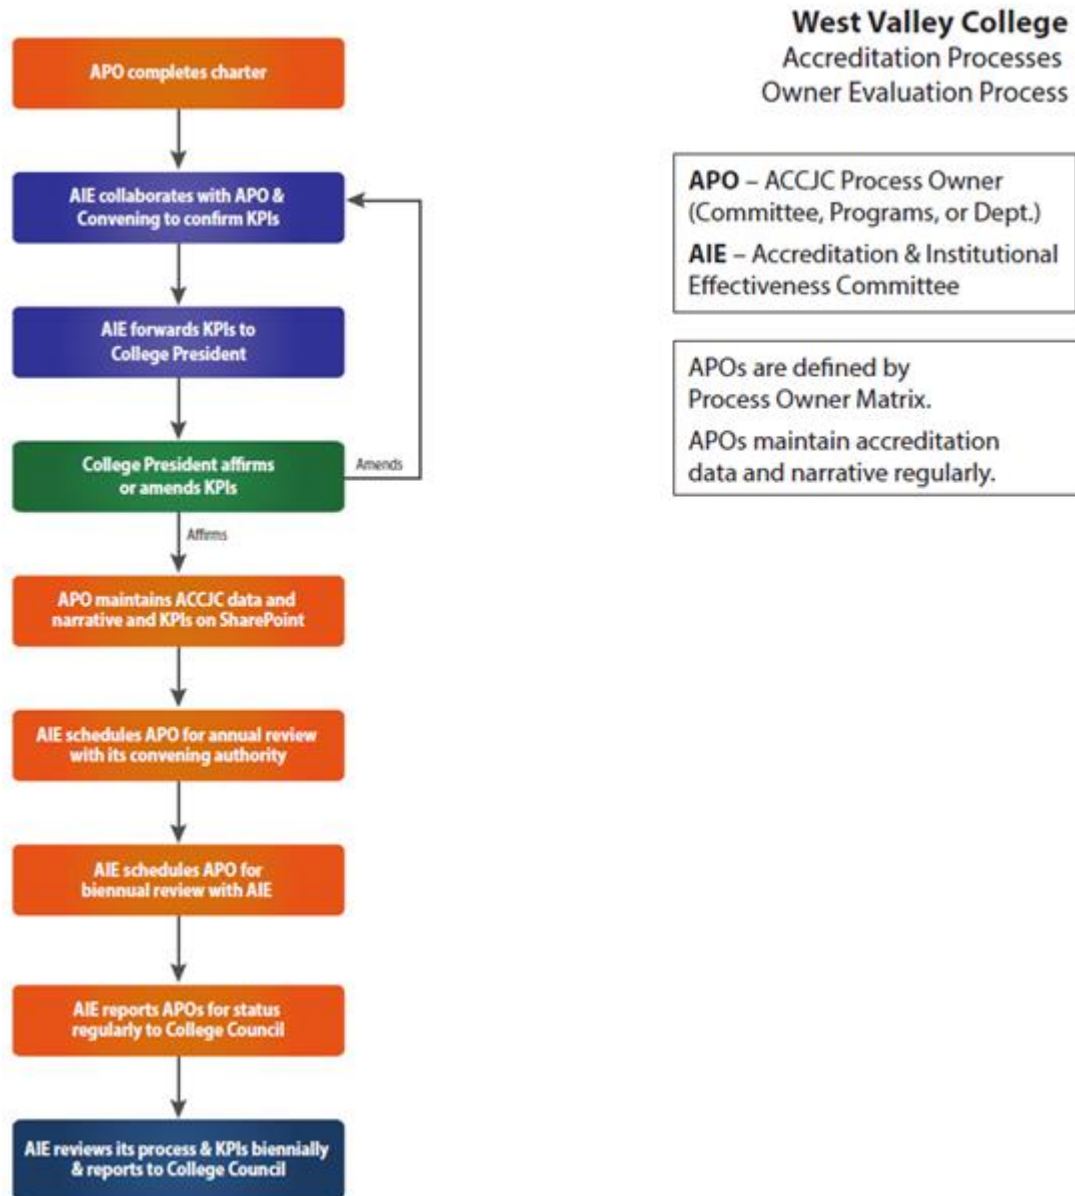 West Valley College
Accreditation Processes
Owner Evaluation Process
APO completes charter
AIE collaborates with APO &
Convening to confirm KPIs
AIE forwards KPIs to
College President
College President affirms
or amends KPIs
Amends
Affirms
APO maintains ACCJC data and
narrative and KPIs on SharePoint
AIE schedules APO for annual review
with its convening authority
AIE schedules APO for
biennual review with AIE
AIE reports APOs for status
regularly to College Council
AIE reviews its process & KPIs biennially
& reports to College Council
APO – ACCJC Process Owner
(Committee, Programs, or Dept.)
AIE – Accreditation & Institutional
Effectiveness Committee
APOs are defined by
Process Owner Matrix.
APOs maintain accreditation
data and narrative regularly.